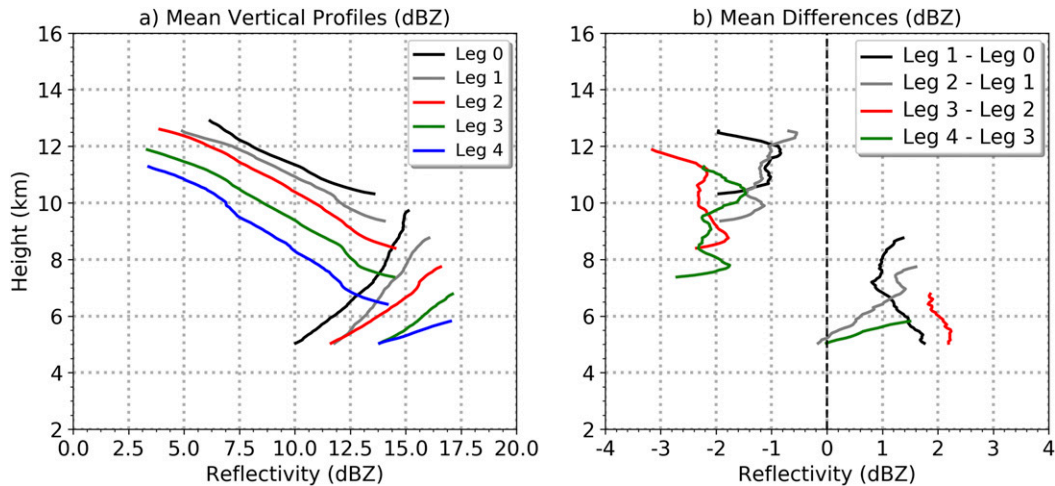 a) Mean Vertical Profiles (dBZ)
16
14
12
10
8
6
4
2
Height (km)
0.0 2.5 5.0 7.5 10.0 12.5 15.0 17.5 20.0
Reflectivity (dBZ)
Leg 0
Leg 1
Leg 2
Leg 3
Leg 4
b) Mean Differences (dBZ)
16
14
12
10
8
6
4
2
-4 -3 -2 -1 0 1 2 3 4
Reflectivity (dBZ)
Leg 1 - Leg 0
Leg 2 - Leg 1
Leg 3 - Leg 2
Leg 4 - Leg 3